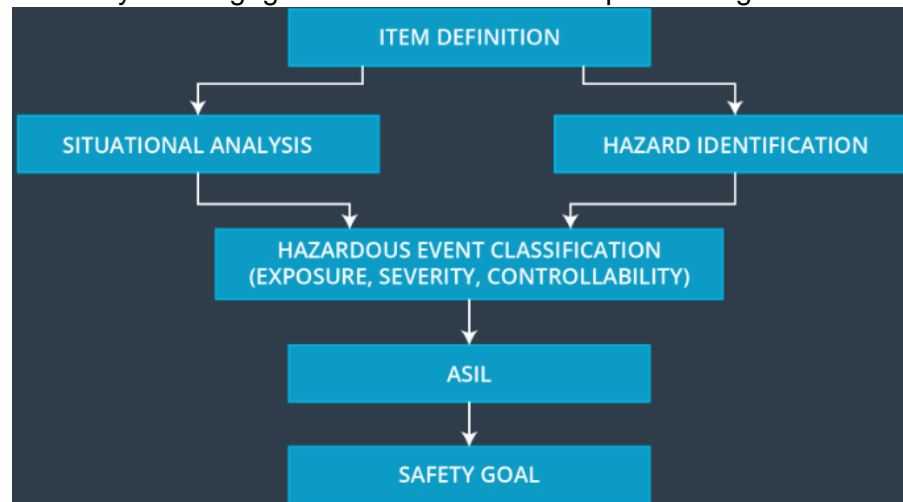 ITEM DEFINITION
SITUATIONAL ANALYSIS
HAZARD IDENTIFICATION
HAZARDOUS EVENT CLASSIFICATION
(EXPOSURE, SEVERITY, CONTROLLABILITY)
ASIL
SAFETY GOAL